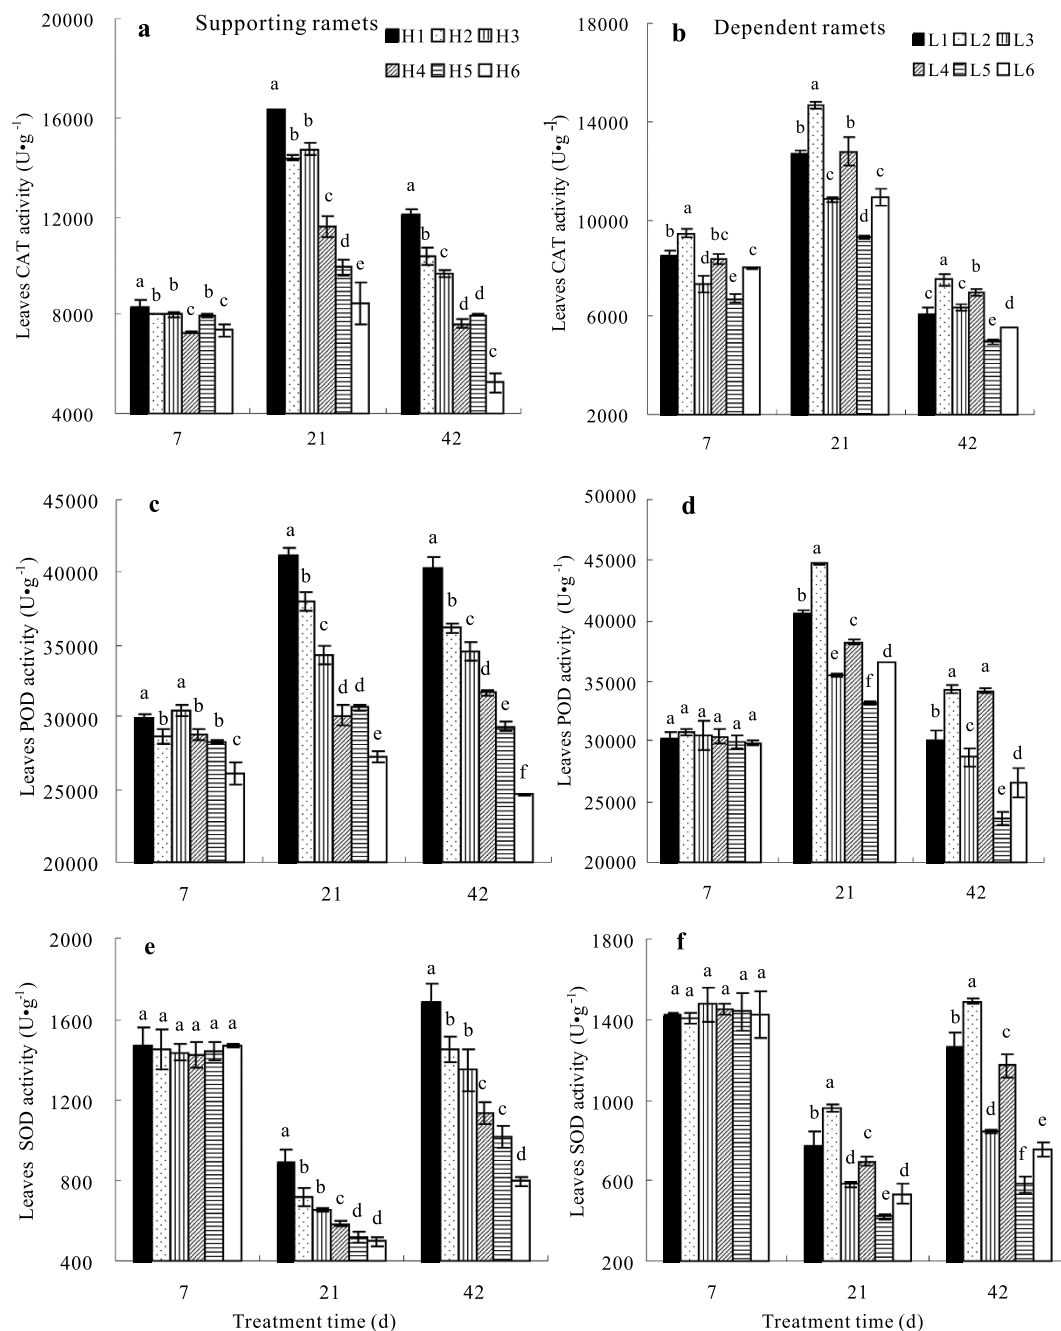 a Supporting ramets
H1 H2 H3
H4 H5 H6
Leaves CAT activity (U•g⁻¹)
20000
16000
12000
8000
4000
a b b c b c
a b b c d e
a b c d d c
7 21 42
b Dependent ramets
L1 L2 L3
L4 L5 L6
Leaves CAT activity (U•g⁻¹)
18000
14000
10000
6000
2000
b a d bc e c
b a c b d c
c a c b e d
7 21 42
c
Leaves POD activity (U•g⁻¹)
45000
40000
35000
30000
25000
20000
a b a b b c
a b c d d e
a b c d e f
7 21 42
d
Leaves POD activity (U•g⁻¹)
50000
45000
40000
35000
30000
25000
20000
a a a a a a
b a e c f d
b a c a e d
7 21 42
e
Leaves SOD activity (U•g⁻¹)
2000
1600
1200
800
400
a a a a a a
a b b c d d
a b b c c d
7 21 42
Treatment time (d)
f
Leaves SOD activity (U•g⁻¹)
1800
1400
1000
600
200
a a a a a a
b a d c e d
b a d c f e
7 21 42
Treatment time (d)